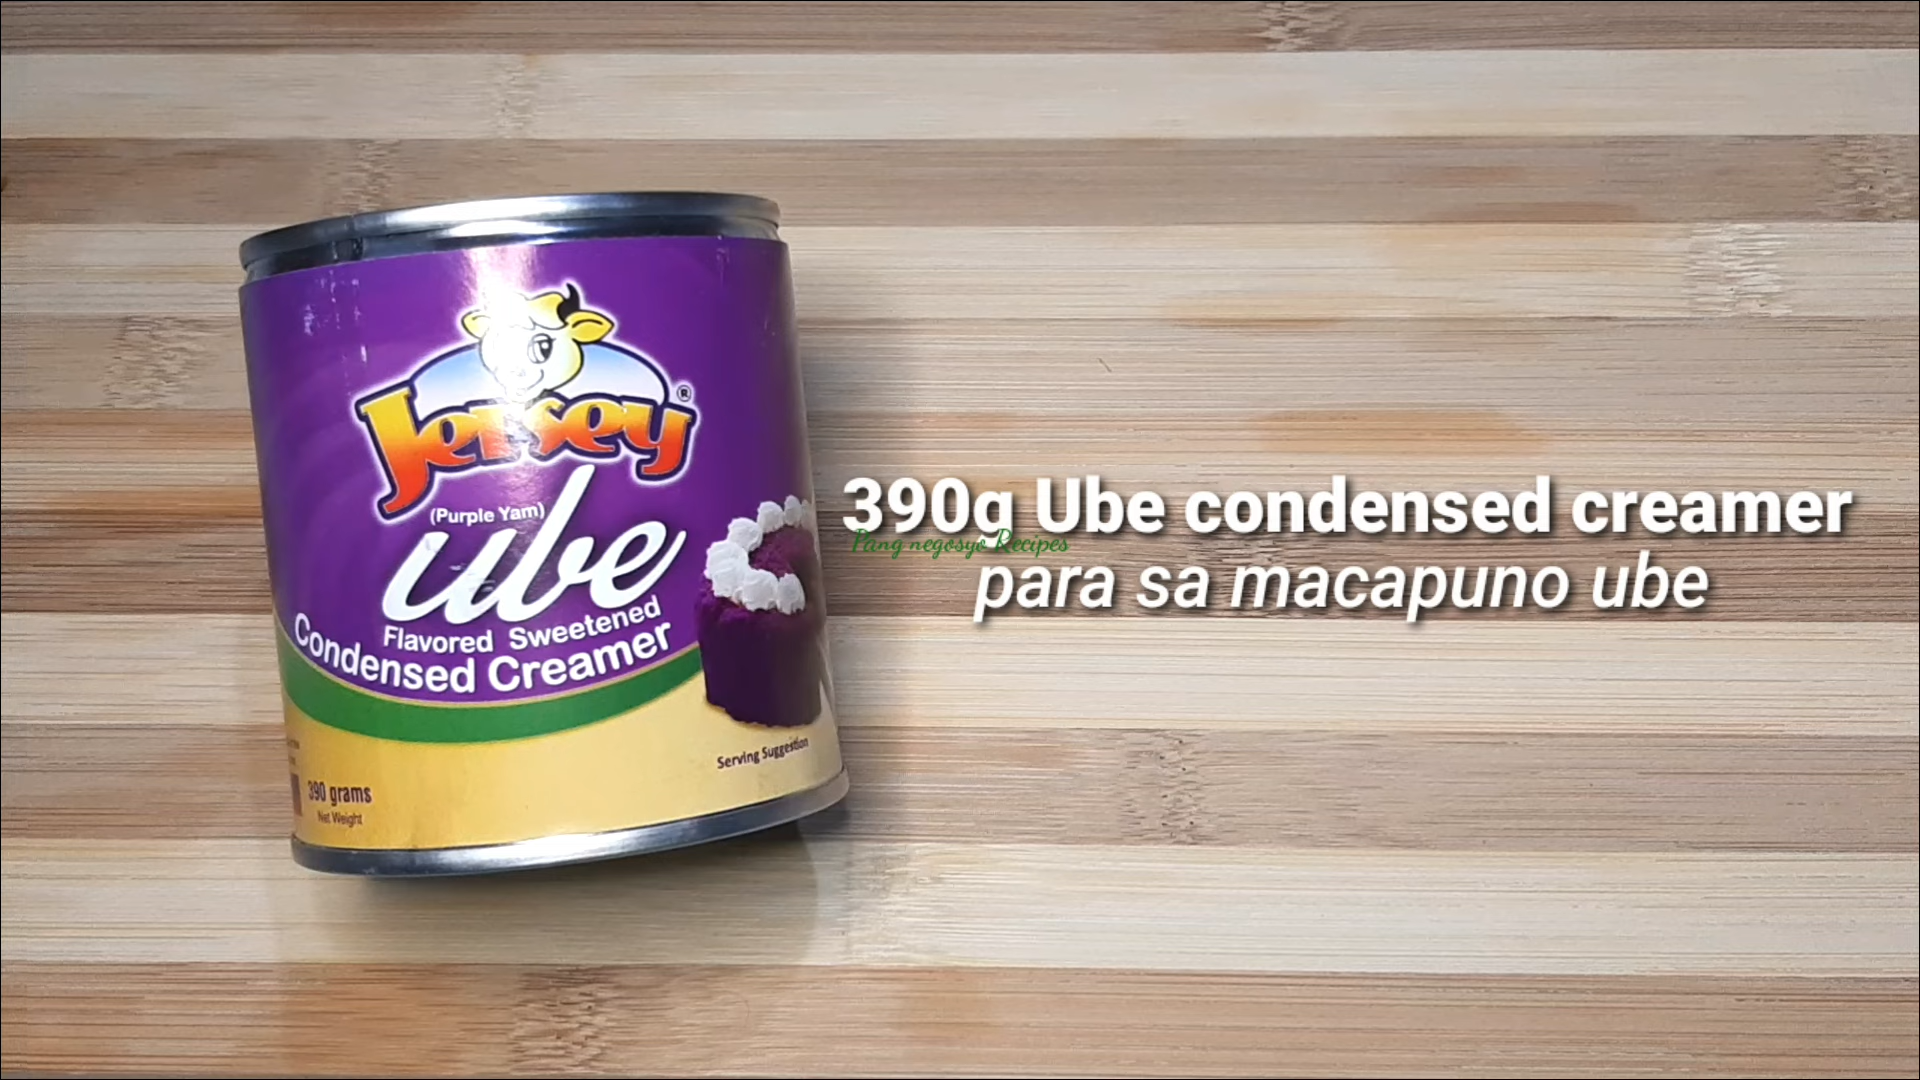 Jersey®
(Purple Yam)
ube
Flavored Sweetened
Condensed Creamer
Serving Suggestion
390 grams
Net Weight
390g Ube condensed creamer
Pang negosyo Recipes
para sa macapuno ube